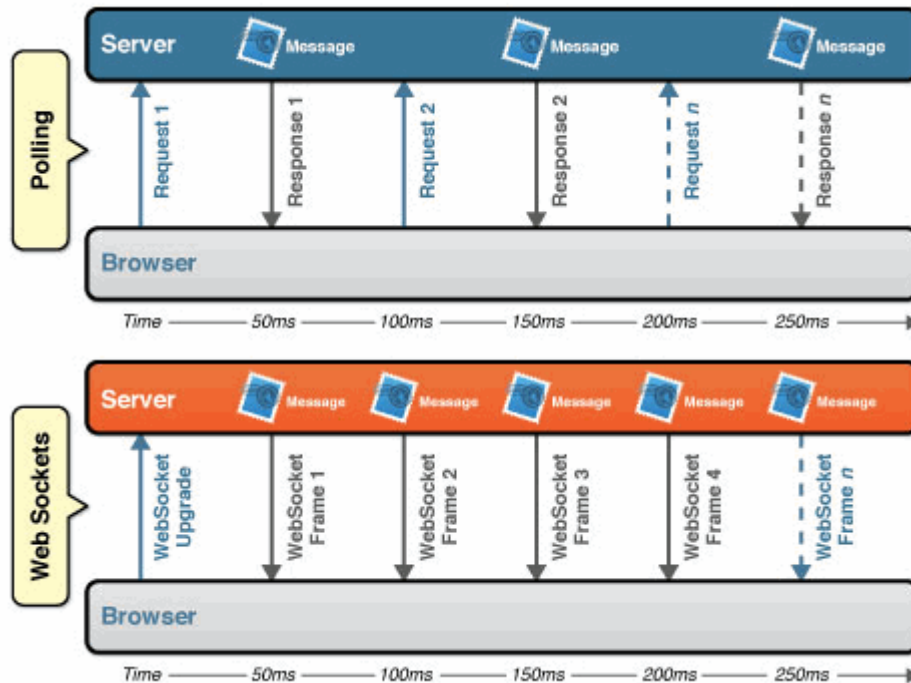 Polling
Server
Message
Message
Message
Request 1
Response 1
Request 2
Response 2
Request n
Response n
Browser
Time
50ms
100ms
150ms
200ms
250ms
Web Sockets
Server
Message
Message
Message
Message
Message
WebSocket
Upgrade
WebSocket
Frame 1
WebSocket
Frame 2
WebSocket
Frame 3
WebSocket
Frame 4
WebSocket
Frame n
Browser
Time
50ms
100ms
150ms
200ms
250ms